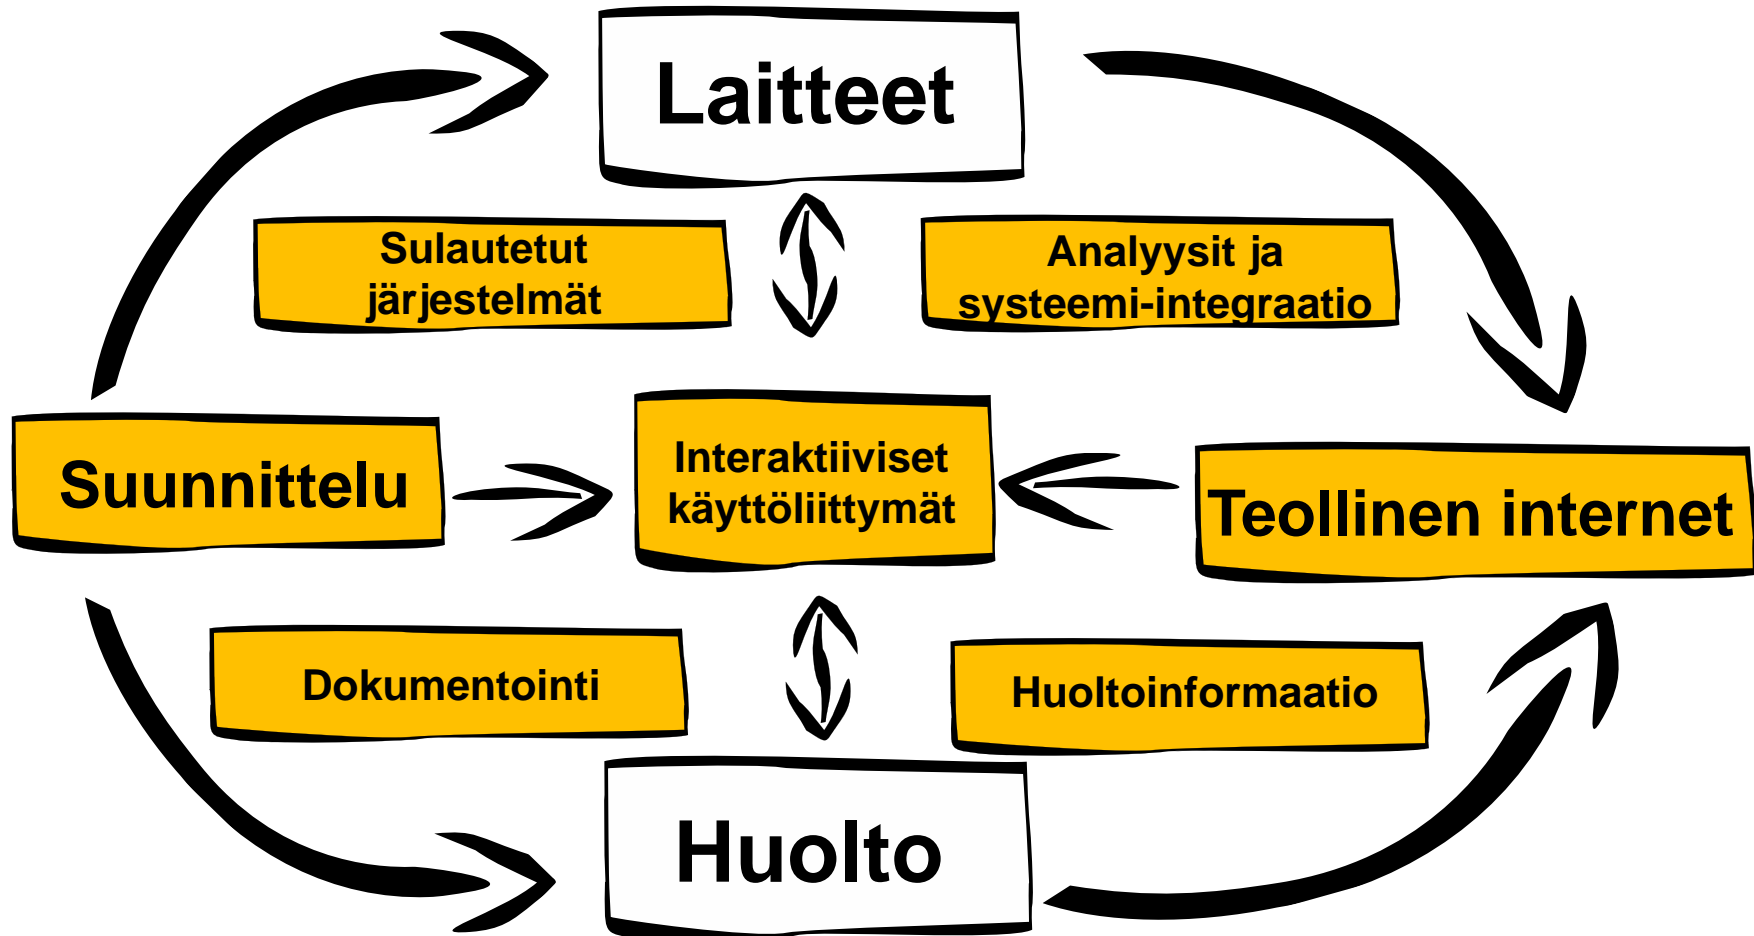 Laitteet
Sulautetut
järjestelmät
Analyysit ja
systeemi-integraatio
Suunnittelu
Interaktiiviset
käyttöliittymät
Teollinen internet
Dokumentointi
Huoltoinformaatio
Huolto